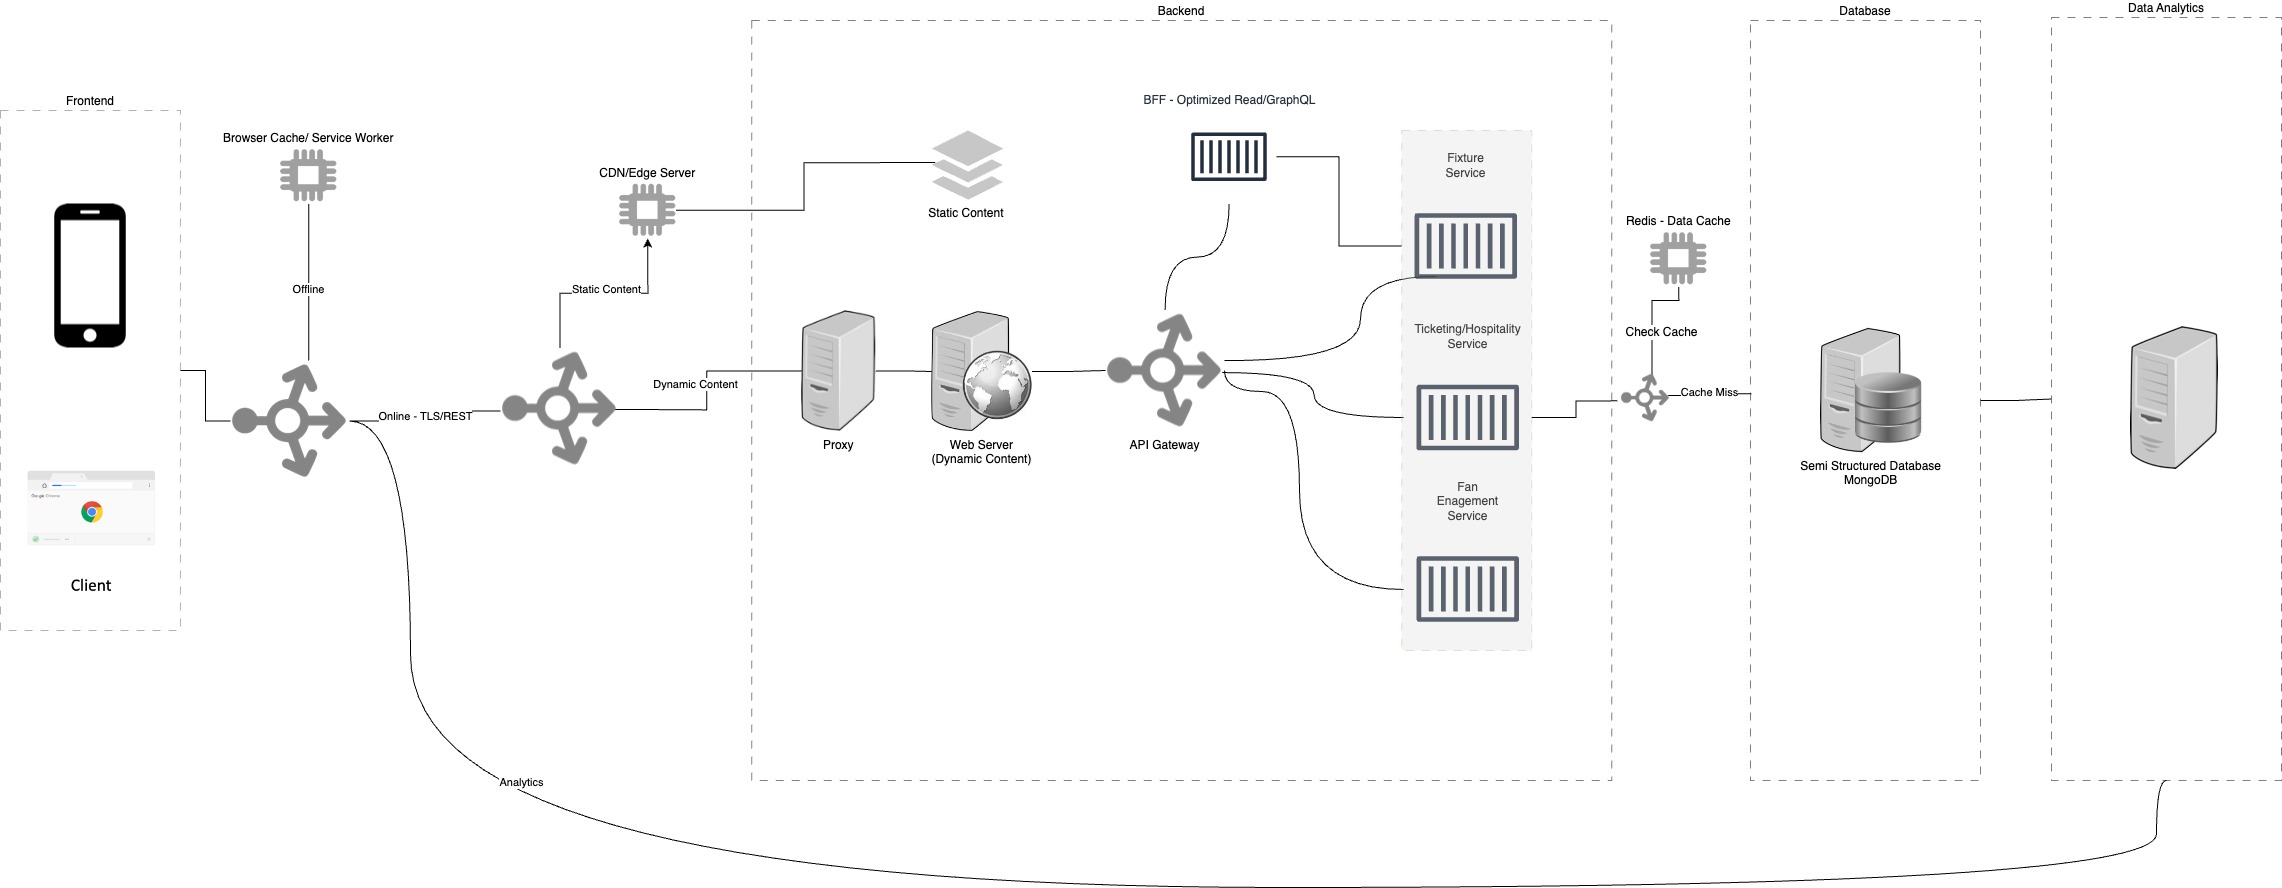 Frontend
Client
Browser Cache/ Service Worker
Offline
Online - TLS/REST
Analytics
CDN/Edge Server
Static Content
Dynamic Content
Backend
Static Content
Proxy
Web Server
(Dynamic Content)
BFF - Optimized Read/GraphQL
API Gateway
Fixture
Service
Ticketing/Hospitality
Service
Fan
Enagement
Service
Redis - Data Cache
Check Cache
Cache Miss
Database
Semi Structured Database
MongoDB
Data Analytics